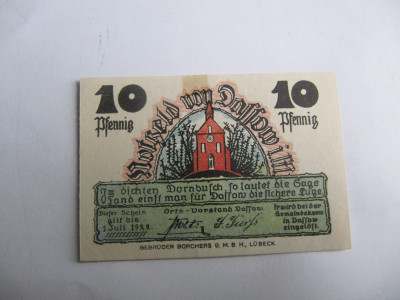 10 10
Pfennig Pfennig
Notgeld von Dassow i.M.
Im dichten Dornbusch so lautet die Sage
Fand einst man für Dassow die sichere Lage
Dieser Schein
gilt bis
1 Juli
Orts-Vorstand Dassow.
wird bei der
Gemeindekasse
in Dassow
eingelöst.
GEBRÜDER BORCHERS G.M.B.H., LÜBECK.